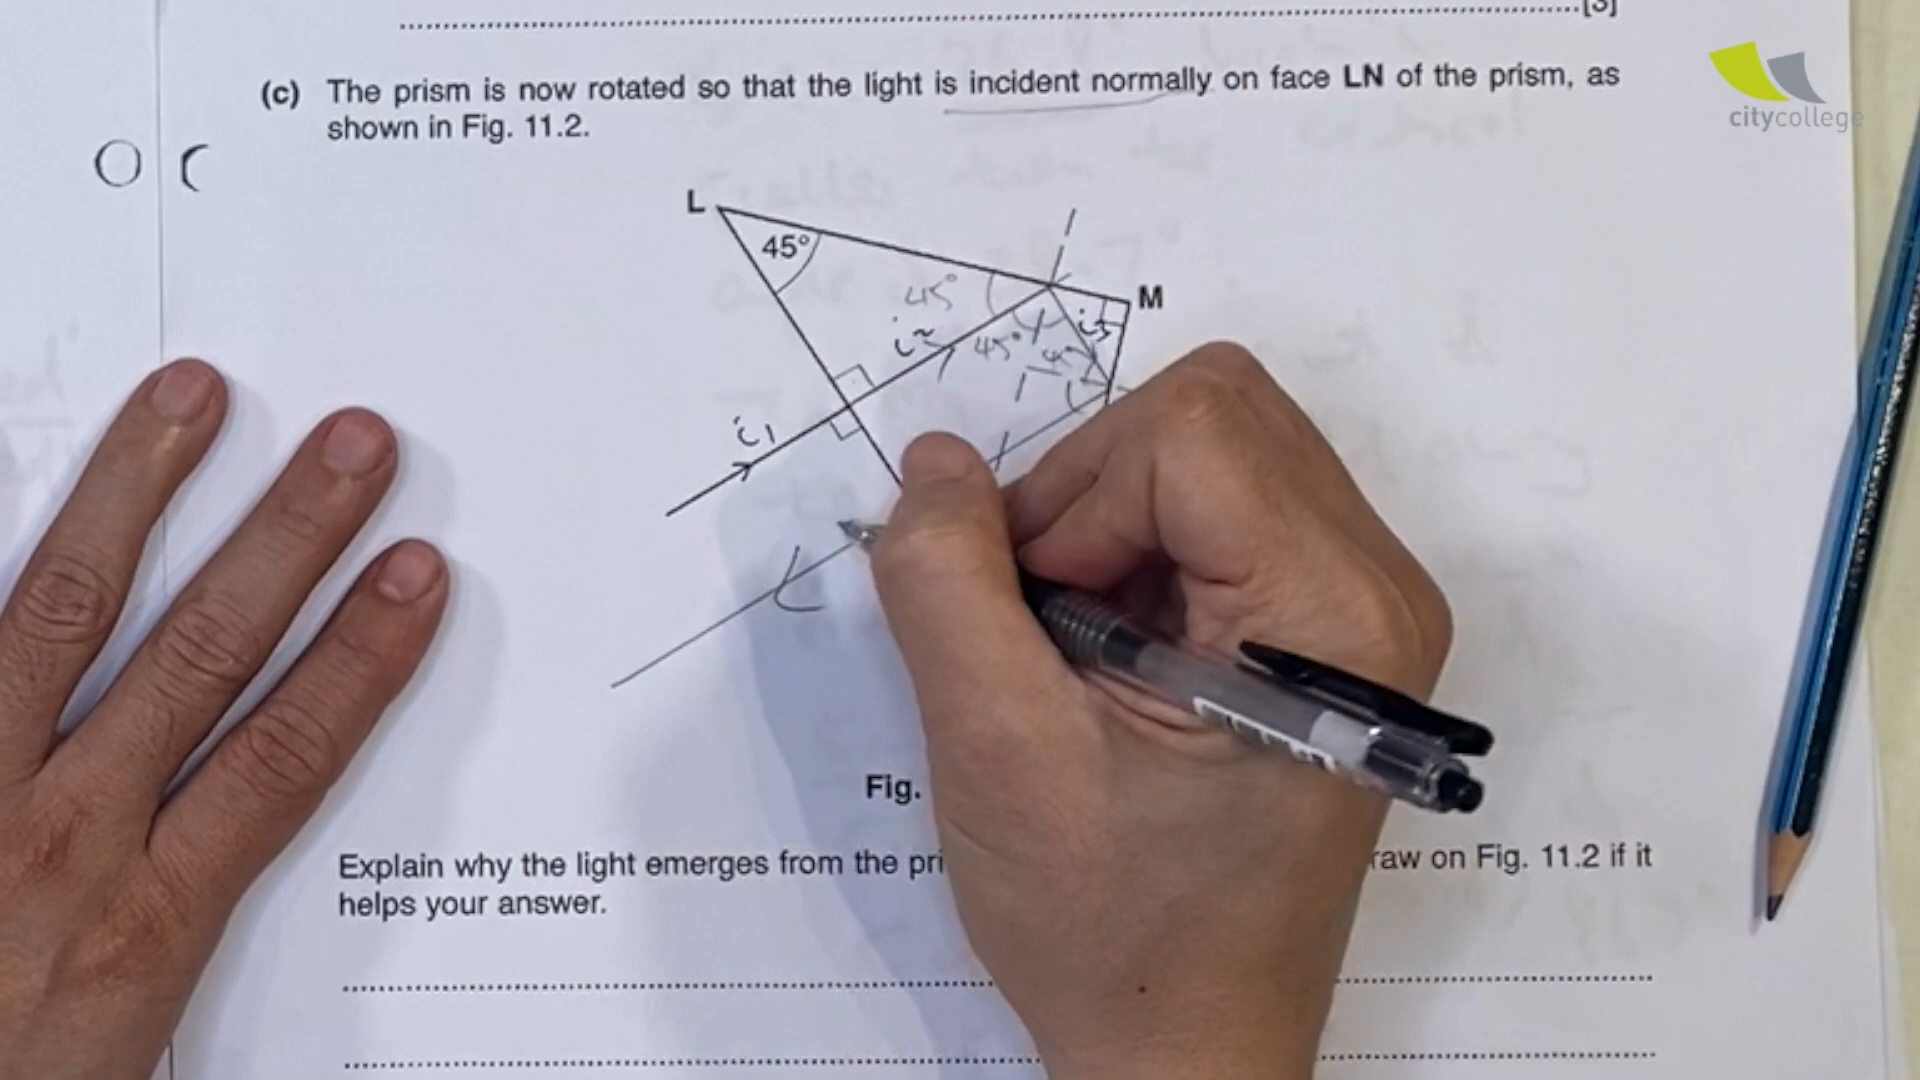 [3]
(c) The prism is now rotated so that the light is incident normally on face LN of the prism, as
shown in Fig. 11.2.
citycollege
L
45°
M
45°
i2
i3
45°
45
i1
Fig.
Explain why the light emerges from the pri
raw on Fig. 11.2 if it
helps your answer.